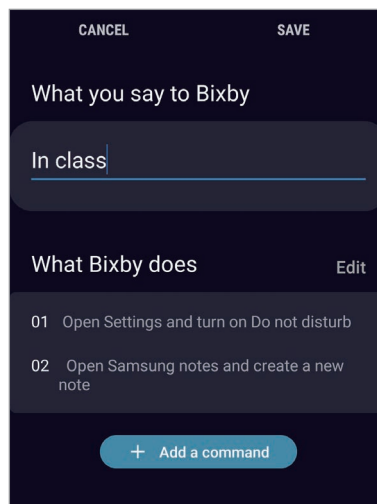 CANCEL SAVE
What you say to Bixby
In class
What Bixby does Edit
01 Open Settings and turn on Do not disturb
02 Open Samsung notes and create a new
note
+ Add a command